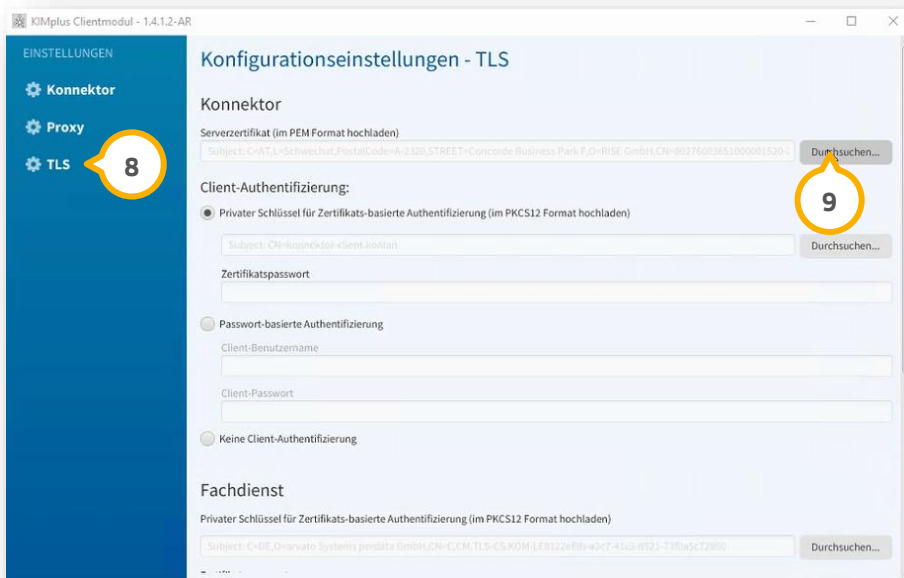 KIMplus Clientmodul - 1.4.1.2-AR
EINSTELLUNGEN
Konnektor
Proxy
TLS
8
Konfigurationseinstellungen - TLS
Konnektor
Serverzertifikat (im PEM Format hochladen)
Subject: C=AT,L=Schwechat,PostalCode=A-2320,STREET=Concorde Business Park F,O=RISE GmbH,
Durchsuchen...
9
Client-Authentifizierung:
Privater Schlüssel für Zertifikats-basierte Authentifizierung (im PKCS12 Format hochladen)
Subject: CN=konnektor-client.konlan
Durchsuchen...
Zertifikatspasswort
Passwort-basierte Authentifizierung
Client-Benutzername
Client-Passwort
Keine Client-Authentifizierung
Fachdienst
Privater Schlüssel für Zertifikats-basierte Authentifizierung (im PKCS12 Format hochladen)
Subject: C=DE,O=arvato Systems perdata GmbH,
Durchsuchen...